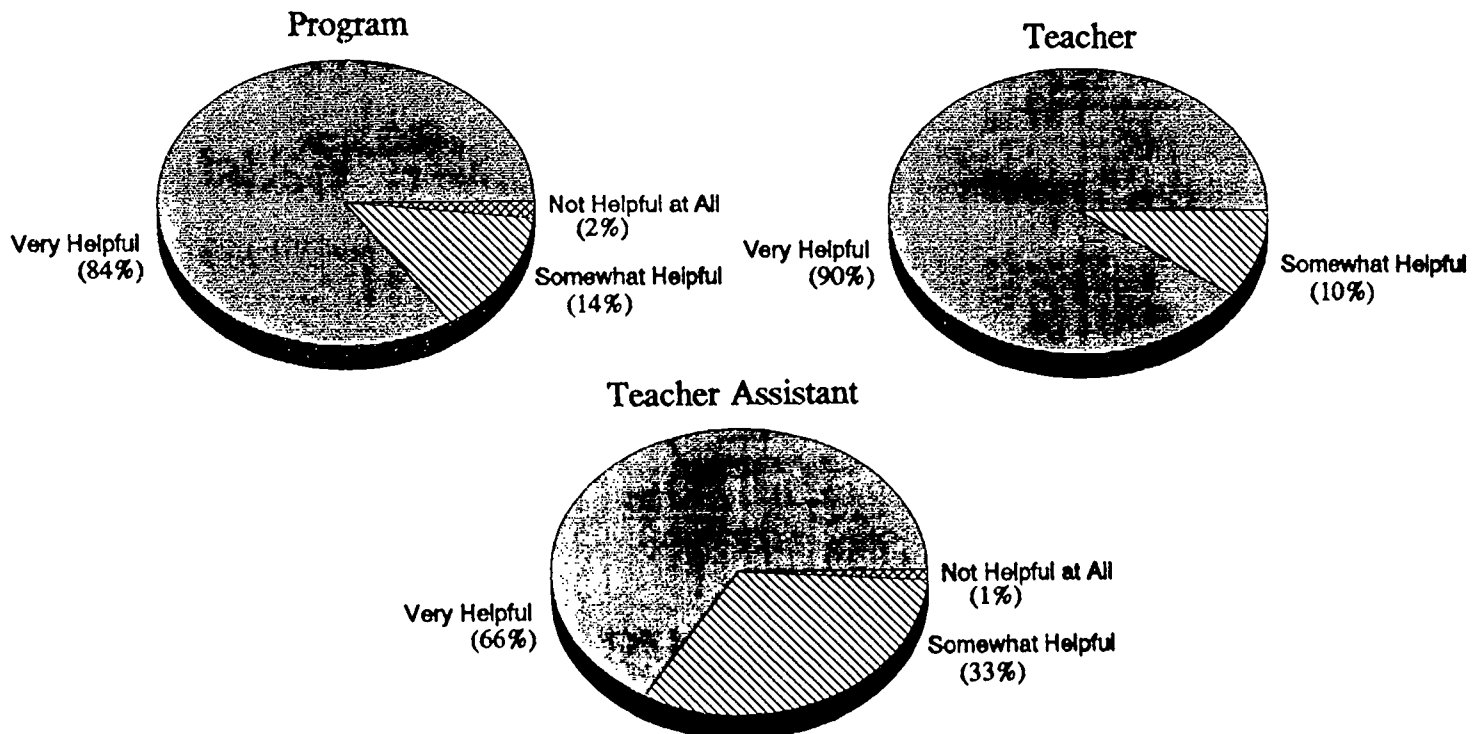 Program
Very Helpful
(84%)
Not Helpful at All
(2%)
Somewhat Helpful
(14%)
Teacher
Very Helpful
(90%)
Somewhat Helpful
(10%)
Teacher Assistant
Very Helpful
(66%)
Not Helpful at All
(1%)
Somewhat Helpful
(33%)